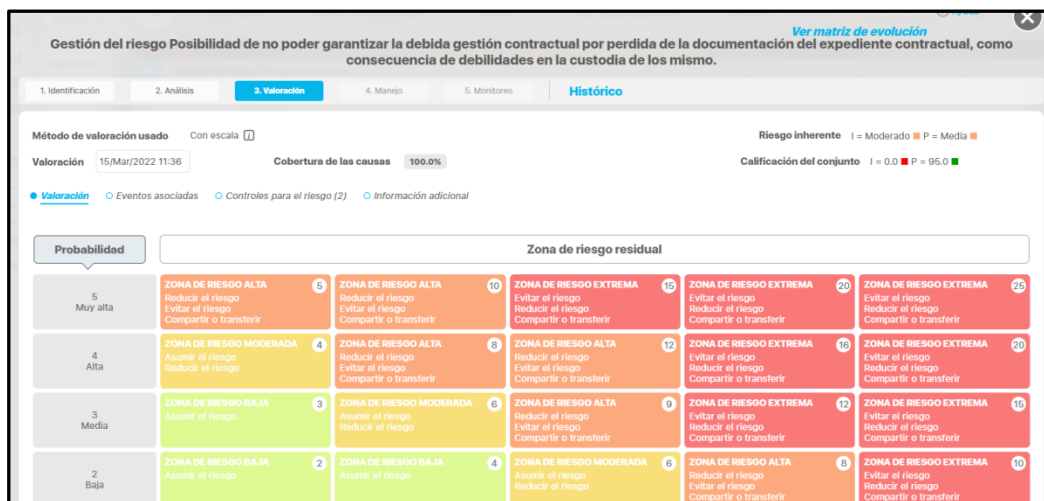 Ver matriz de evolución
Gestión del riesgo Posibilidad de no poder garantizar la debida gestión contractual por perdida de la documentación del expediente contractual, como
consecuencia de debilidades en la custodia de los mismo.
1. Identificación 2. Análisis 3. Valoración 4. Manejo 5. Monitoreo Histórico
Método de valoración usado Con escala i Riesgo inherente I = Moderado P = Media
Valoración 15/Mar/2022 11:36 Cobertura de las causas 100.0% Calificación del conjunto I = 0.0 P = 95.0
Valoración Eventos asociadas Controles para el riesgo (2) Información adicional
Probabilidad Zona de riesgo residual
5
Muy alta
ZONA DE RIESGO ALTA 5
Reducir el riesgo
Evitar el riesgo
Compartir o transferir
ZONA DE RIESGO ALTA 10
Reducir el riesgo
Evitar el riesgo
Compartir o transferir
ZONA DE RIESGO EXTREMA 15
Evitar el riesgo
Reducir el riesgo
Compartir o transferir
ZONA DE RIESGO EXTREMA 20
Evitar el riesgo
Reducir el riesgo
Compartir o transferir
ZONA DE RIESGO EXTREMA 25
Evitar el riesgo
Reducir el riesgo
Compartir o transferir
4
Alta
ZONA DE RIESGO MODERADA 4
Asumir el riesgo
Reducir el riesgo
ZONA DE RIESGO ALTA 8
Reducir el riesgo
Evitar el riesgo
Compartir o transferir
ZONA DE RIESGO ALTA 12
Reducir el riesgo
Evitar el riesgo
Compartir o transferir
ZONA DE RIESGO EXTREMA 16
Evitar el riesgo
Reducir el riesgo
Compartir o transferir
ZONA DE RIESGO EXTREMA 20
Evitar el riesgo
Reducir el riesgo
Compartir o transferir
3
Media
ZONA DE RIESGO BAJA 3
Asumir el riesgo
ZONA DE RIESGO MODERADA 6
Asumir el riesgo
Reducir el riesgo
ZONA DE RIESGO ALTA 9
Reducir el riesgo
Evitar el riesgo
Compartir o transferir
ZONA DE RIESGO EXTREMA 12
Evitar el riesgo
Reducir el riesgo
Compartir o transferir
ZONA DE RIESGO EXTREMA 15
Evitar el riesgo
Reducir el riesgo
Compartir o transferir
2
Baja
ZONA DE RIESGO BAJA 2
Asumir el riesgo
ZONA DE RIESGO BAJA 4
Asumir el riesgo
ZONA DE RIESGO MODERADA 6
Asumir el riesgo
Reducir el riesgo
ZONA DE RIESGO ALTA 8
Reducir el riesgo
Evitar el riesgo
Compartir o transferir
ZONA DE RIESGO EXTREMA 10
Evitar el riesgo
Reducir el riesgo
Compartir o transferir